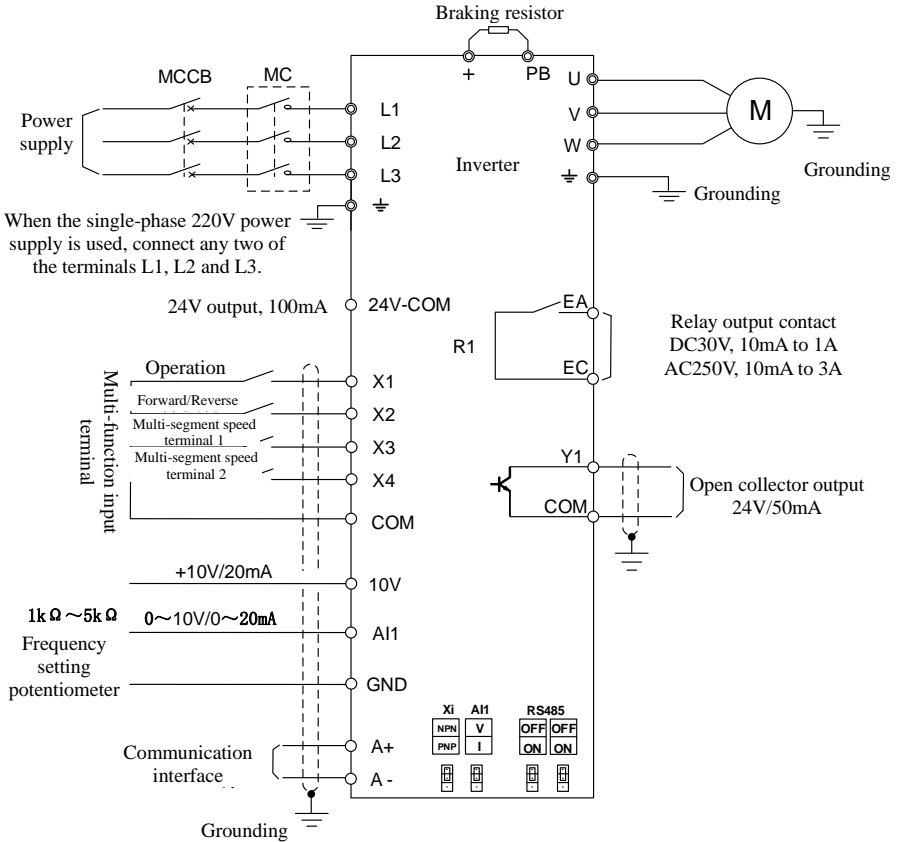 Braking resistor
+
PB
MCCB
MC
U
V
W
M
Power
supply
L1
L2
L3
Inverter
Grounding
Grounding
When the single-phase 220V power
supply is used, connect any two of
the terminals L1, L2 and L3.
24V output, 100mA
24V-COM
EA
R1
EC
Relay output contact
DC30V, 10mA to 1A
AC250V, 10mA to 3A
Multi-function input
terminal
Operation
X1
Forward/Reverse
X2
Multi-segment speed
terminal 1
X3
Multi-segment speed
terminal 2
X4
COM
Y1
COM
Open collector output
24V/50mA
+10V/20mA
10V
1kΩ～5kΩ
0～10V/0～20mA
AI1
Frequency
setting
potentiometer
GND
Xi
AI1
RS485
NPN
V
OFF
OFF
PNP
I
ON
ON
Communication
interface
A+
A -
Grounding